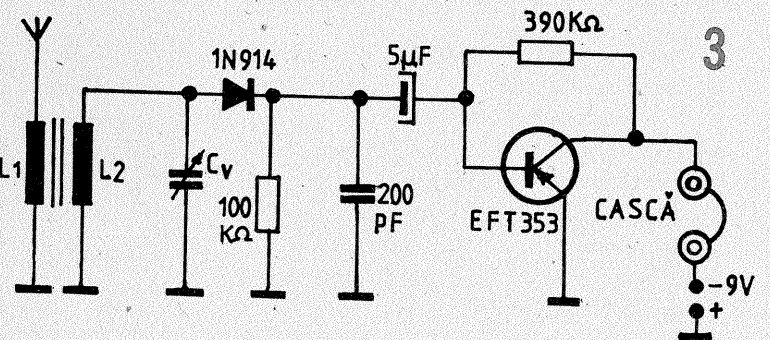 3
390KΩ
1N914
5µF
L1
L2
Cv
100
KΩ
200
PF
EFT353
CASCĂ
-9V
+